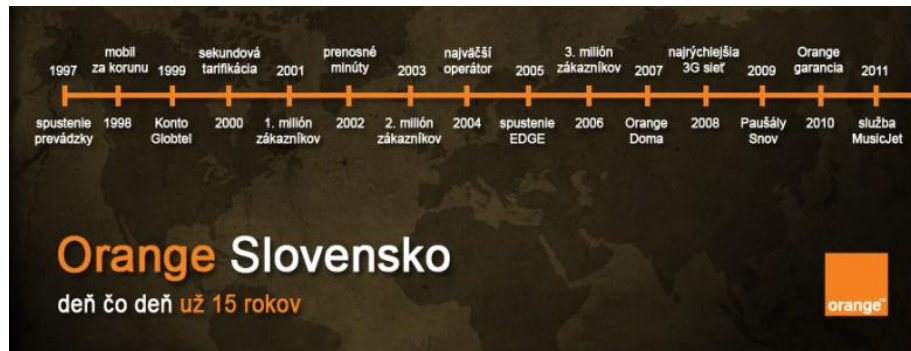 1997
mobil
za korunu
1999
sekundová
tarifikácia
2001
prenosné
minúty
2003
najväčší
operátor
2005
3. milión
zákazníkov
2007
najrýchlejšia
3G sieť
2009
Orange
garancia
2011
spustenie
prevádzky
1998
Konto
Globtel
2000
1. milión
zákazníkov
2002
2. milión
zákazníkov
2004
spustenie
EDGE
2006
Orange
Doma
2008
Paušály
Snov
2010
služba
MusicJet
Orange Slovensko
deň čo deň už 15 rokov
orange™